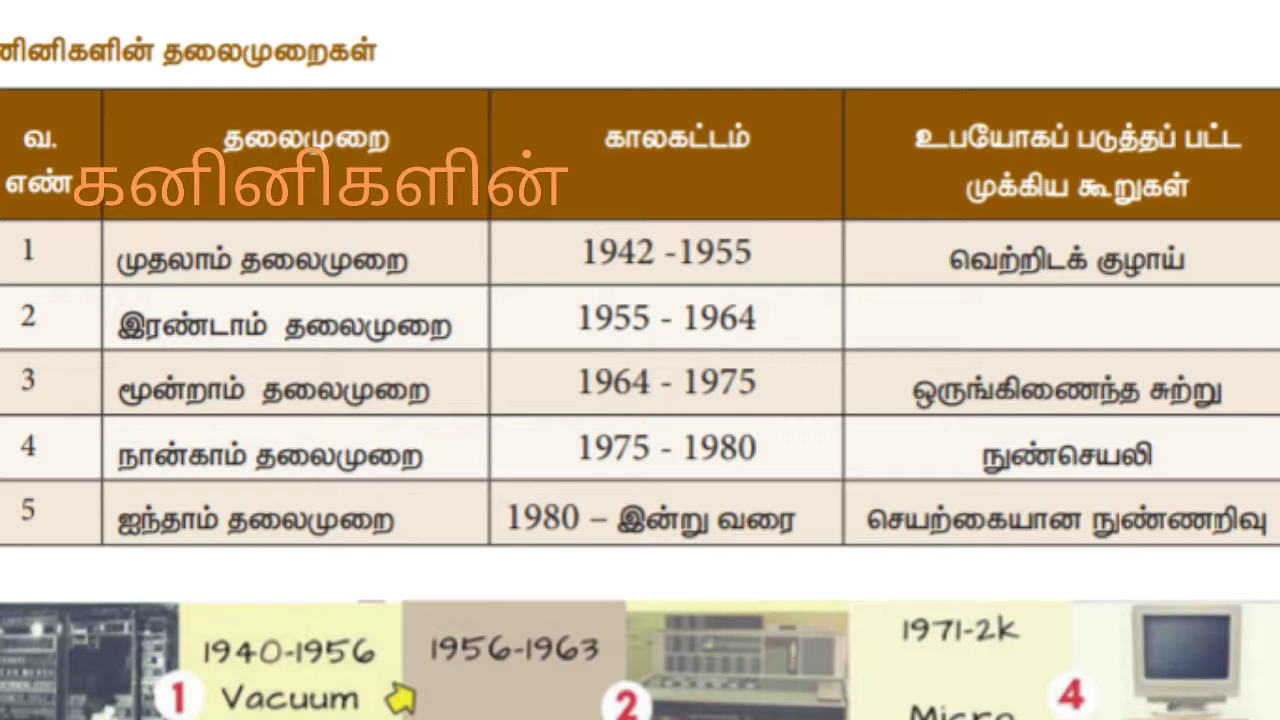 னினிகளின் தலைமுறைகள்
வ. எண் தலைமுறை காலகட்டம் உபயோகப் படுத்தப் பட்ட முக்கிய கூறுகள்
கனினிகளின்
1 முதலாம் தலைமுறை 1942 -1955 வெற்றிடக் குழாய்
2 இரண்டாம் தலைமுறை 1955 - 1964
3 மூன்றாம் தலைமுறை 1964 - 1975 ஒருங்கிணைந்த சுற்று
4 நான்காம் தலைமுறை 1975 - 1980 நுண்செயலி
5 ஐந்தாம் தலைமுறை 1980 – இன்று வரை செயற்கையான நுண்ணறிவு
1940-1956 1956-1963 1971-2k
1 Vacuum 2 Micro 4